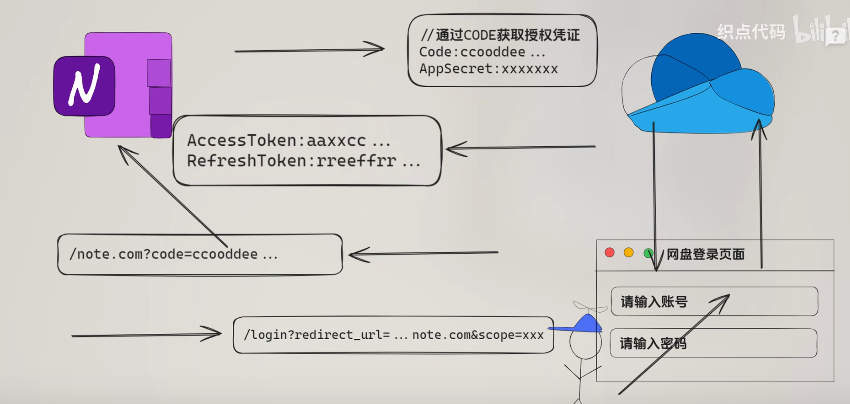 织点代码 bilibili
//通过CODE获取授权凭证
Code:ccooddee...
AppSecret:xxxxxxx
N
AccessToken:aaxxcc...
RefreshToken:rreeffrr...
/note.com?code=ccooddee...
网盘登录页面
请输入账号
/login?redirect_url=...note.com&scope=xxx
请输入密码
?